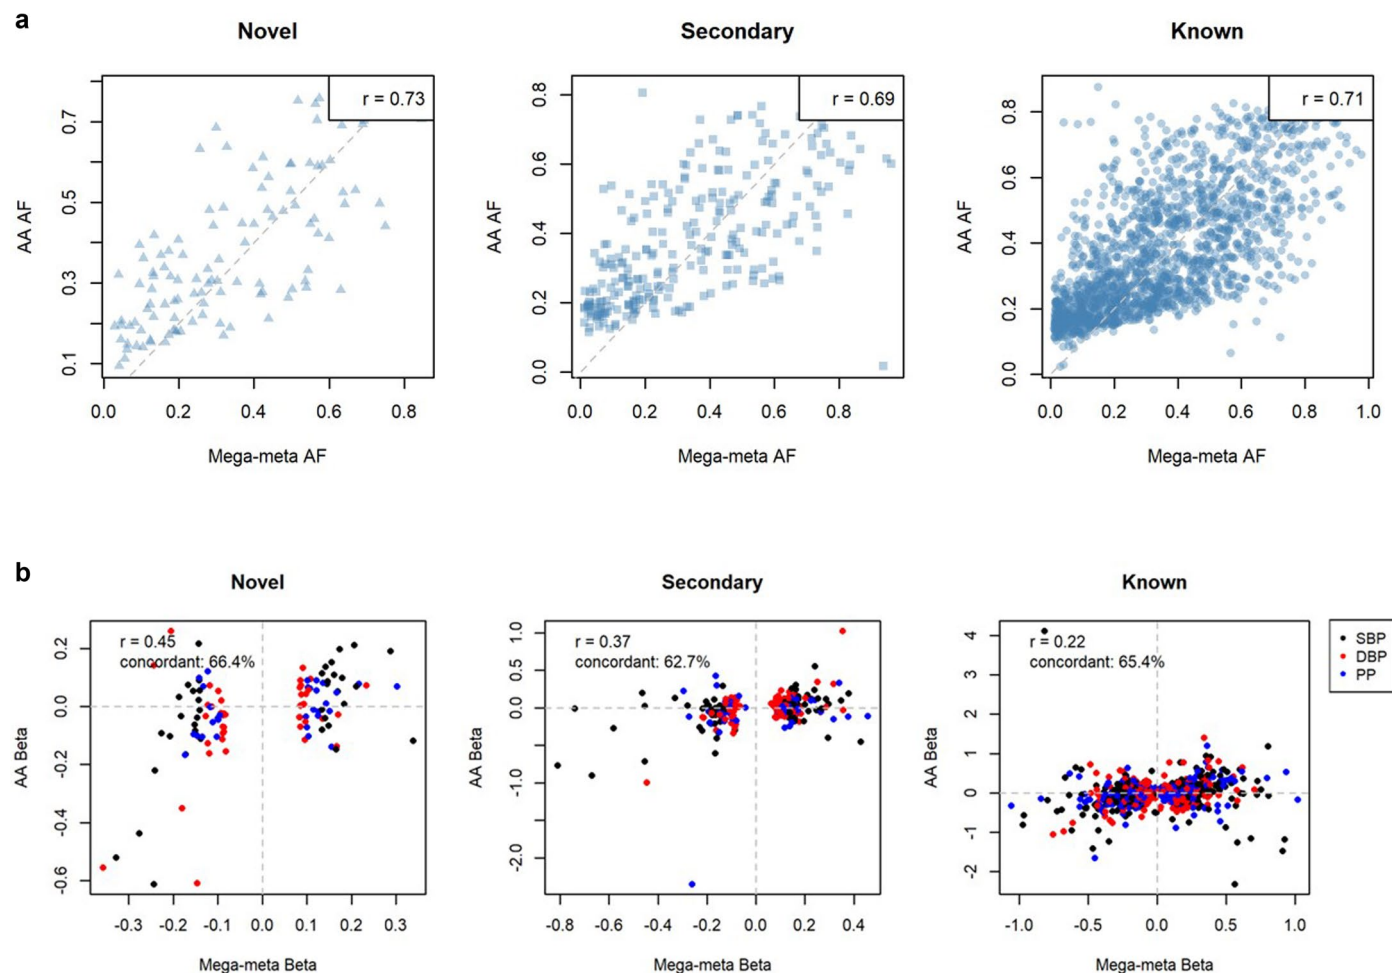 a
Novel
Secondary
Known
r = 0.73
r = 0.69
r = 0.71
AA AF
0.7
0.5
0.3
0.1
0.0 0.2 0.4 0.6 0.8
Mega-meta AF
AA AF
0.8
0.6
0.4
0.2
0.0
0.0 0.2 0.4 0.6 0.8
Mega-meta AF
AA AF
0.8
0.6
0.4
0.2
0.0
0.0 0.2 0.4 0.6 0.8 1.0
Mega-meta AF
b
Novel
Secondary
Known
r = 0.45
concordant: 66.4%
AA Beta
0.2
0.0
-0.2
-0.4
-0.6
-0.3 -0.2 -0.1 0.0 0.1 0.2 0.3
Mega-meta Beta
r = 0.37
concordant: 62.7%
AA Beta
1.0
0.5
0.0
-1.0
-2.0
-0.8 -0.6 -0.4 -0.2 0.0 0.2 0.4
Mega-meta Beta
r = 0.22
concordant: 65.4%
AA Beta
4
3
2
1
0
-1
-2
-1.0 -0.5 0.0 0.5 1.0
Mega-meta Beta
SBP
DBP
PP